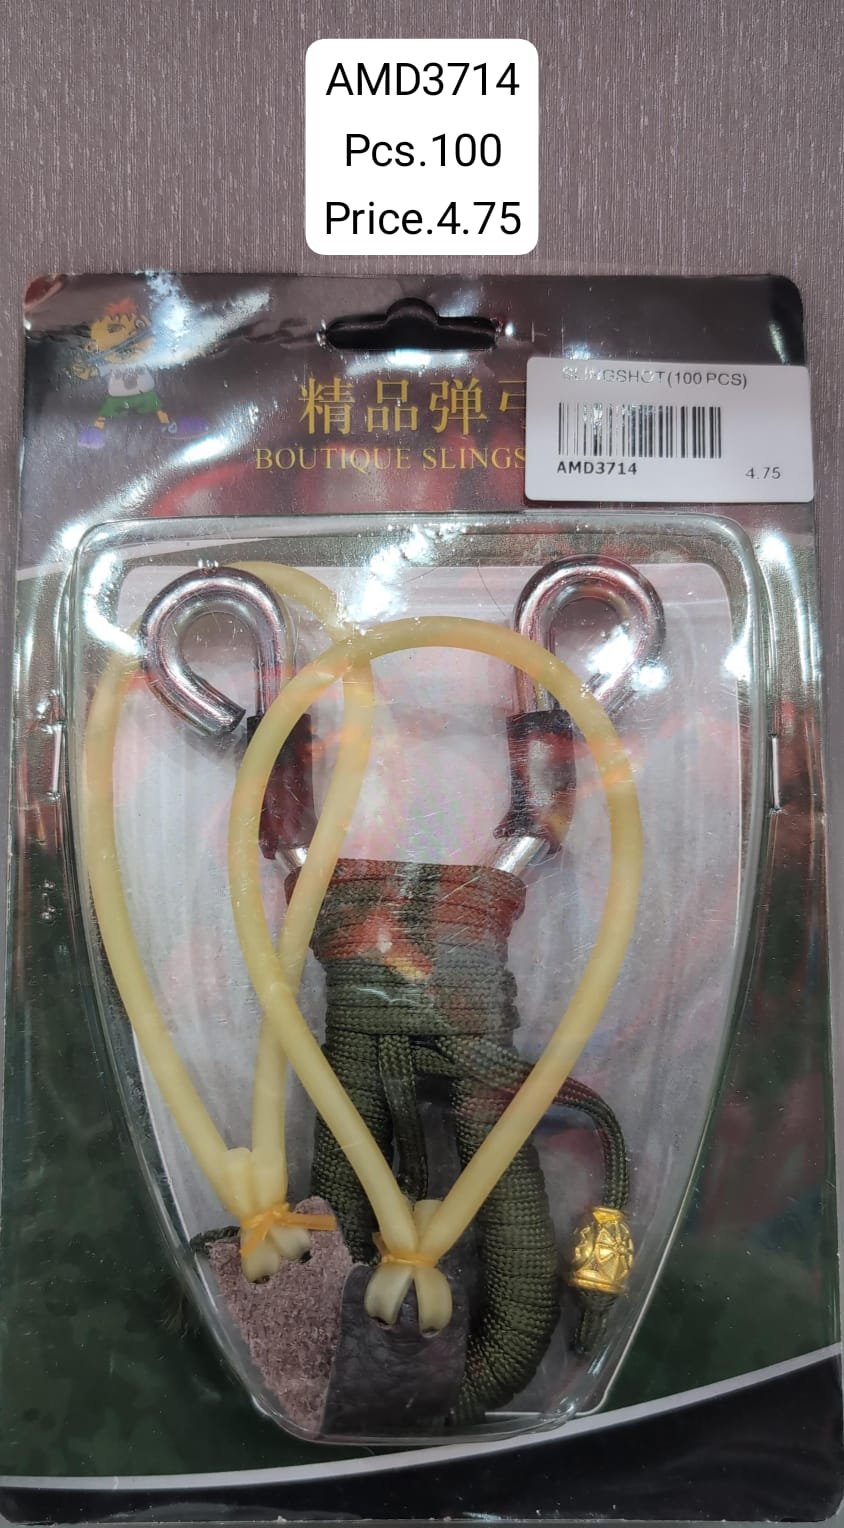 AMD3714
Pcs.100
Price.4.75
精品弹弓
BOUTIQUE SLINGS
SLINGSHOT(100 PCS)
AMD3714
4.75